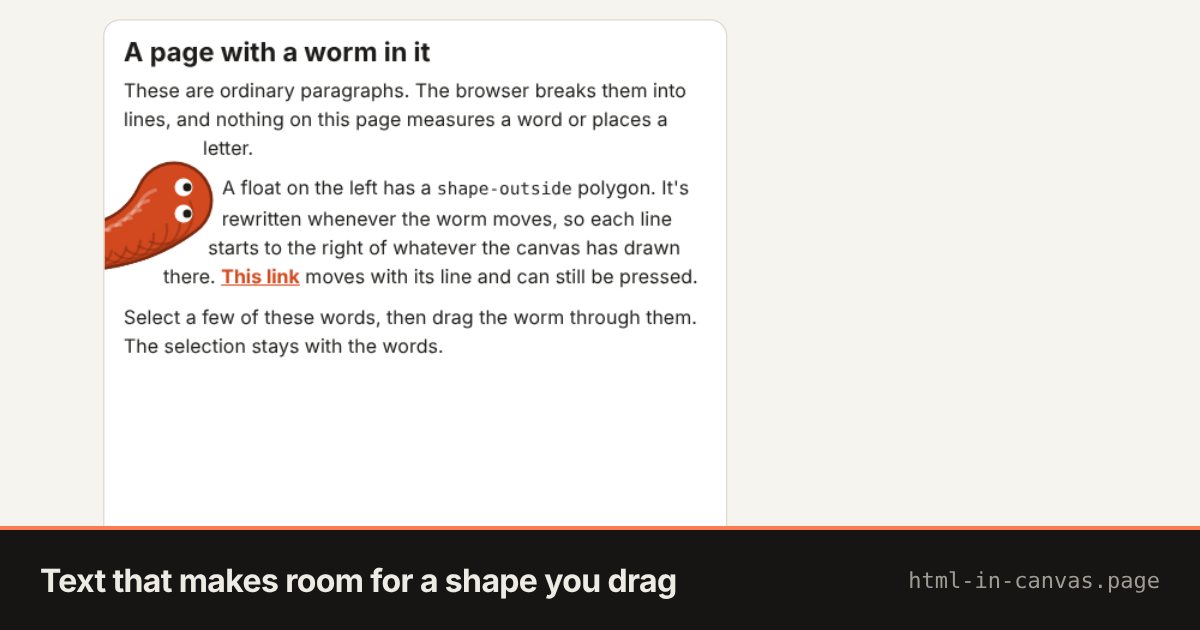 A page with a worm in it
These are ordinary paragraphs. The browser breaks them into
lines, and nothing on this page measures a word or places a
letter.
A float on the left has a shape-outside polygon. It's
rewritten whenever the worm moves, so each line
starts to the right of whatever the canvas has drawn
there. This link moves with its line and can still be pressed.
Select a few of these words, then drag the worm through them.
The selection stays with the words.
Text that makes room for a shape you drag
html-in-canvas.page